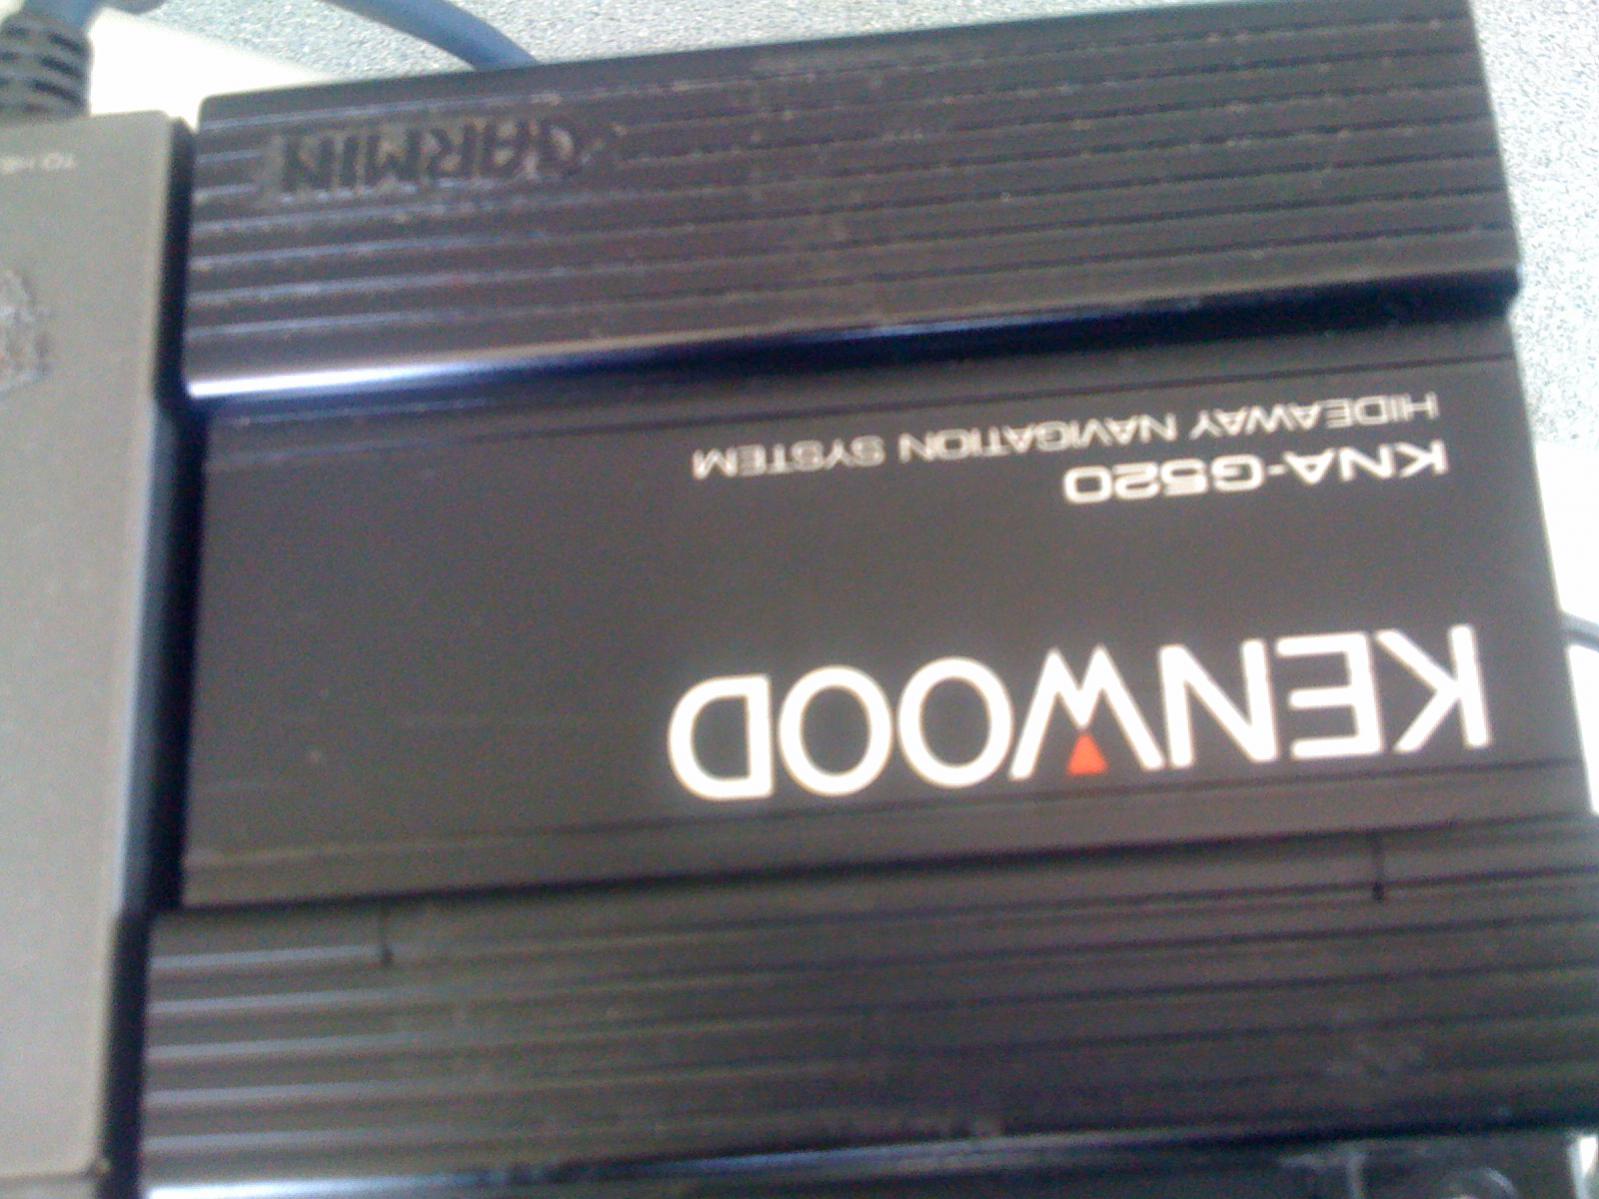 KENWOOD
KNA-G520
HIDEAWAY NAVIGATION SYSTEM
GARMIN